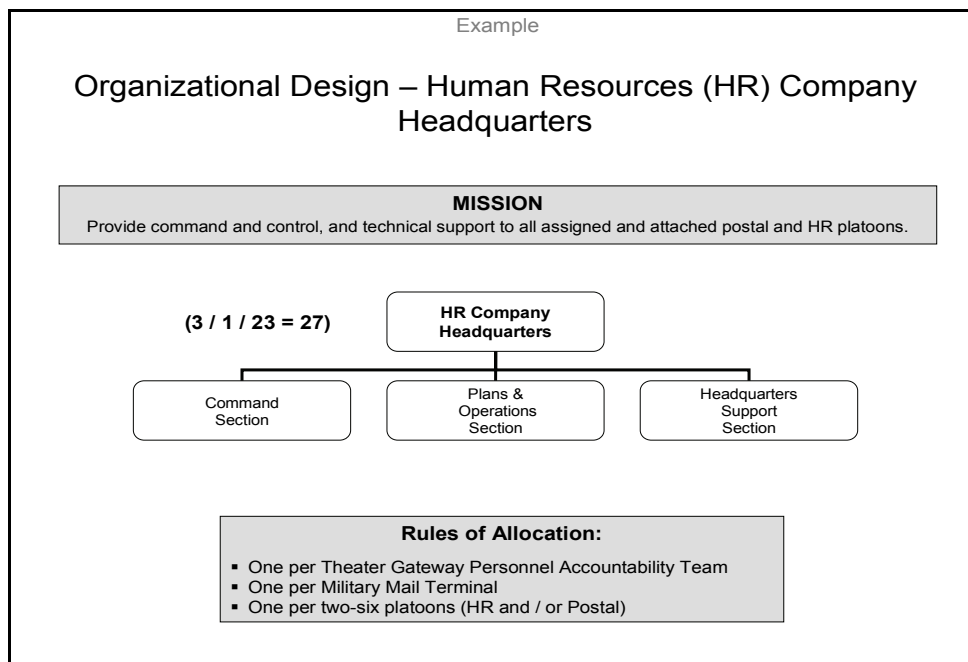 Example
Organizational Design – Human Resources (HR) Company
Headquarters
MISSION
Provide command and control, and technical support to all assigned and attached postal and HR platoons.
(3 / 1 / 23 = 27)
HR Company
Headquarters
Command
Section
Plans &
Operations
Section
Headquarters
Support
Section
Rules of Allocation:
▪ One per Theater Gateway Personnel Accountability Team
▪ One per Military Mail Terminal
▪ One per two-six platoons (HR and / or Postal)